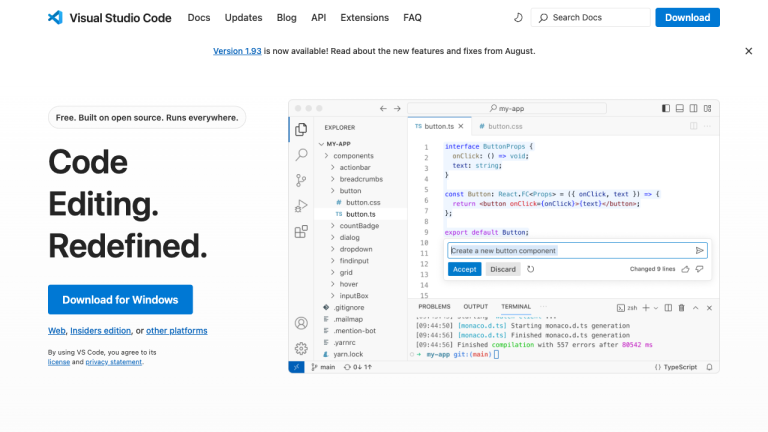 Visual Studio Code Docs Updates Blog API Extensions FAQ Search Docs Download
Version 1.93 is now available! Read about the new features and fixes from August.
Free. Built on open source. Runs everywhere.
Code
Editing.
Redefined.
Download for Windows
Web, Insiders edition, or other platforms
By using VS Code, you agree to its
license and privacy statement.
my-app
EXPLORER
MY-APP
components
actionbar
breadcrumbs
button
# button.css
TS button.ts
countBadge
dialog
dropdown
findinput
grid
hover
inputBox
.gitignore
.mailmap
.mention-bot
.yarnrc
yarn.lock
TS button.ts # button.css
1 interface ButtonProps {
2 onClick: () => void;
3 text: string;
4 }
5
6 const Button: React.FC<Props> = ({ onClick, text }) => {
7 return <button onClick={onClick}>{text}</button>;
8 };
9
10 export default Button;
11
12
13
14
15
Create a new button component
Accept Discard Changed 9 lines
PROBLEMS OUTPUT TERMINAL ... zsh
[09:44:50] [monaco.d.ts] Starting monaco.d.ts generation
[09:44:56] [monaco.d.ts] Finished monaco.d.ts generation
[09:44:56] Finished compilation with 557 errors after 80542 ms
my-app git:(main)
main 0↓ 1↑ {} TypeScript